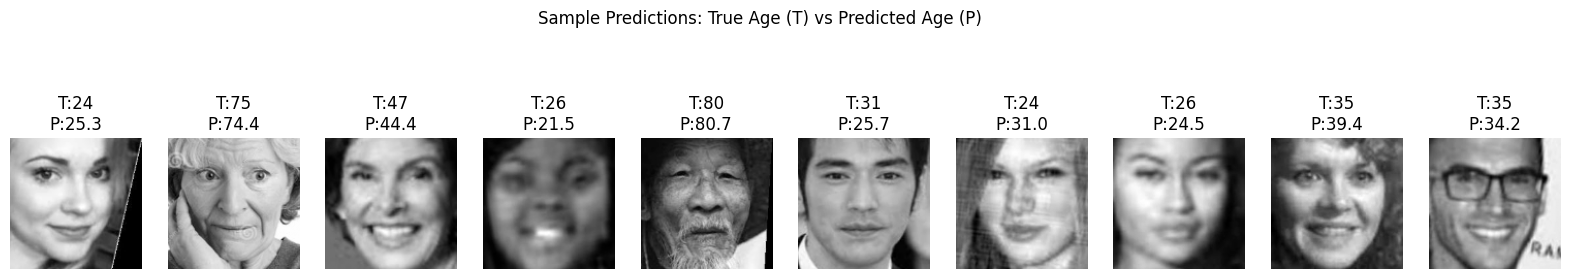 Sample Predictions: True Age (T) vs Predicted Age (P)
T:24
P:25.3
T:75
P:74.4
T:47
P:44.4
T:26
P:21.5
T:80
P:80.7
T:31
P:25.7
T:24
P:31.0
T:26
P:24.5
T:35
P:39.4
T:35
P:34.2